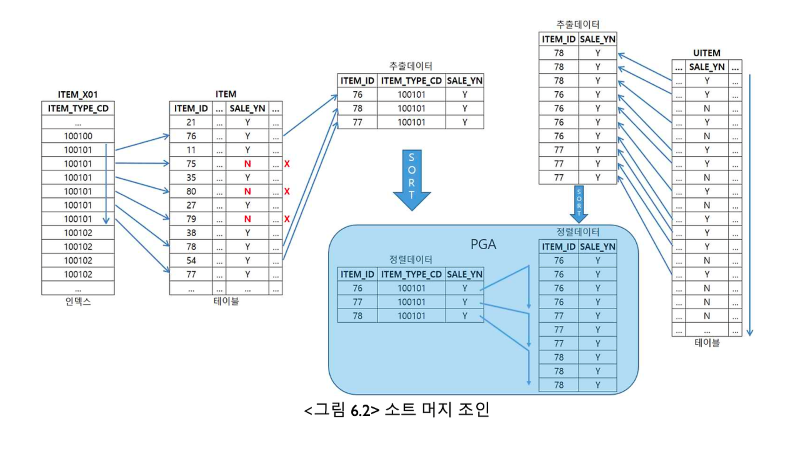 ITEM_X01
ITEM_TYPE_CD
...
100100
100101
100101
100101
100101
100101
100101
100102
100102
100102
100102
...
인덱스
ITEM
ITEM_ID ... SALE_YN ...
21 ... Y ...
76 ... Y ...
11 ... Y ...
75 ... N ... X
35 ... Y ...
80 ... N ... X
27 ... Y ...
79 ... N ... X
38 ... Y ...
78 ... Y ...
54 ... Y ...
77 ... Y ...
... ... ... ...
테이블
추출데이터
ITEM_ID ITEM_TYPE_CD SALE_YN
76 100101 Y
78 100101 Y
77 100101 Y
SORT
추출데이터
ITEM_ID SALE_YN
78 Y
78 Y
78 Y
76 Y
76 Y
76 Y
76 Y
77 Y
77 Y
77 Y
SORT
UITEM
... SALE_YN ...
... Y ...
... Y ...
... N ...
... Y ...
... N ...
... Y ...
... Y ...
... N ...
... Y ...
... N ...
... Y ...
... Y ...
... Y ...
... N ...
... Y ...
... N ...
... N ...
... ... ...
테이블
PGA
정렬데이터
ITEM_ID ITEM_TYPE_CD SALE_YN
76 100101 Y
77 100101 Y
78 100101 Y
정렬데이터
ITEM_ID SALE_YN
76 Y
76 Y
76 Y
76 Y
77 Y
77 Y
77 Y
78 Y
78 Y
78 Y
<그림 6.2> 소트 머지 조인